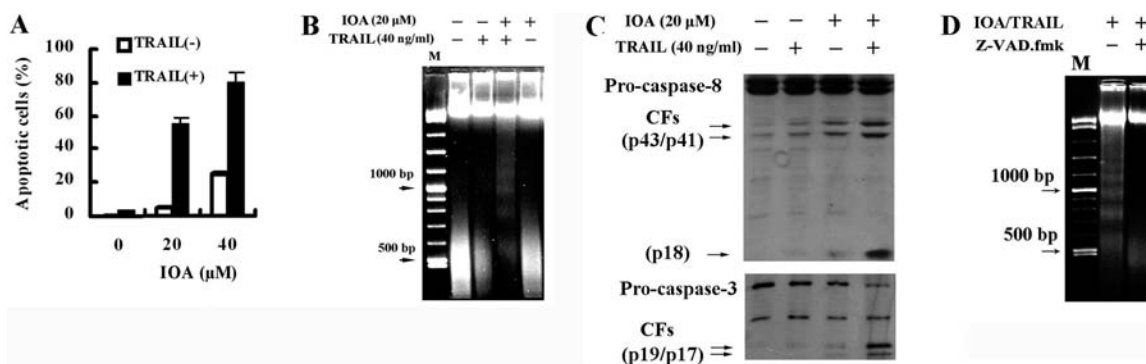 A
Apoptotic cells (%)
100
80
60
40
20
0
TRAIL(-)
TRAIL(+)
0 20 40
IOA (µM)
B
IOA (20 µM) − − + +
TRAIL (40 ng/ml) − + + −
M
1000 bp
500 bp
C
IOA (20 µM) − − + +
TRAIL (40 ng/ml) − + − +
Pro-caspase-8
CFs
(p43/p41)
(p18)
Pro-caspase-3
CFs
(p19/p17)
D
IOA/TRAIL + +
Z-VAD.fmk − +
M
1000 bp
500 bp